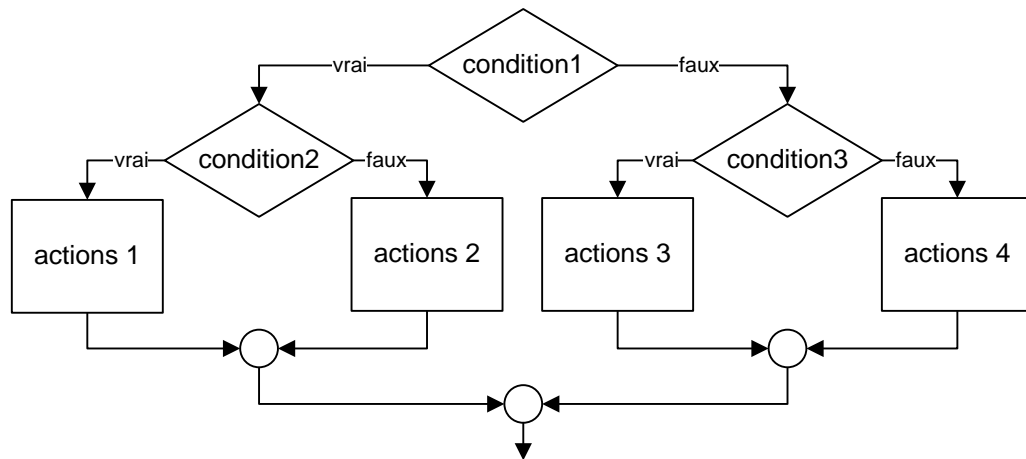 vrai
condition1
faux
vrai
condition2
faux
vrai
condition3
faux
actions 1
actions 2
actions 3
actions 4